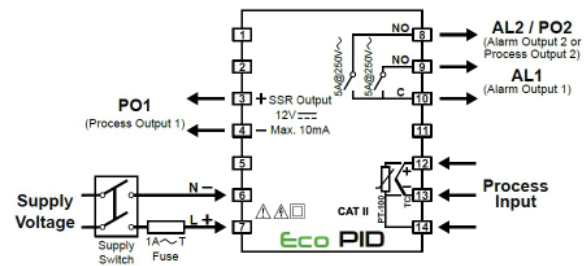 1
2
3
4
5
6
7
8
9
10
11
12
13
14
NO
NO
C
5A@250V~
5A@250V~
AL2 / PO2
(Alarm Output 2 or
Process Output 2)
AL1
(Alarm Output 1)
PO1
(Process Output 1)
+ SSR Output
12V⎓
− Max. 10mA
Supply
Voltage
N −
L +
Supply
Switch
1A~T
Fuse
PT-100
+
−
TC
CAT II
Process
Input
Eco PID